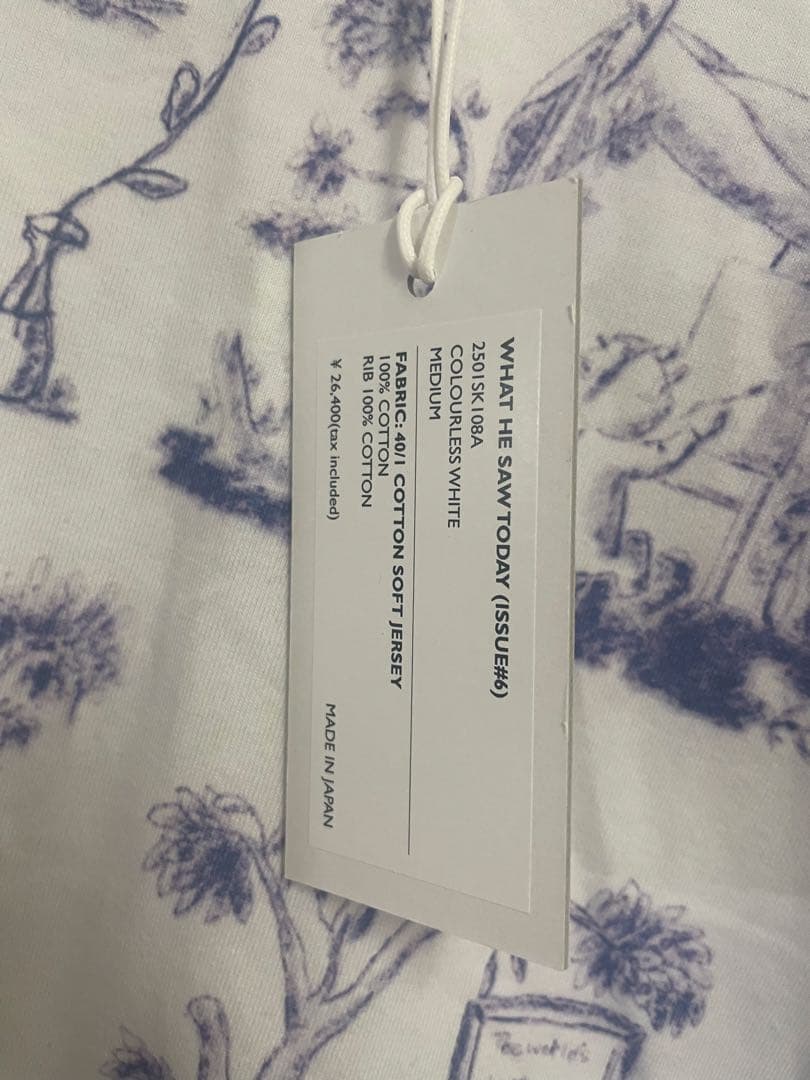 WHAT HE SAW TODAY (ISSUE#6)
2501SK108A
COLOURLESS WHITE
MEDIUM
FABRIC: 40/1 COTTON SOFT JERSEY
100% COTTON
RIB 100% COTTON
¥ 26,400(tax included)
MADE IN JAPAN